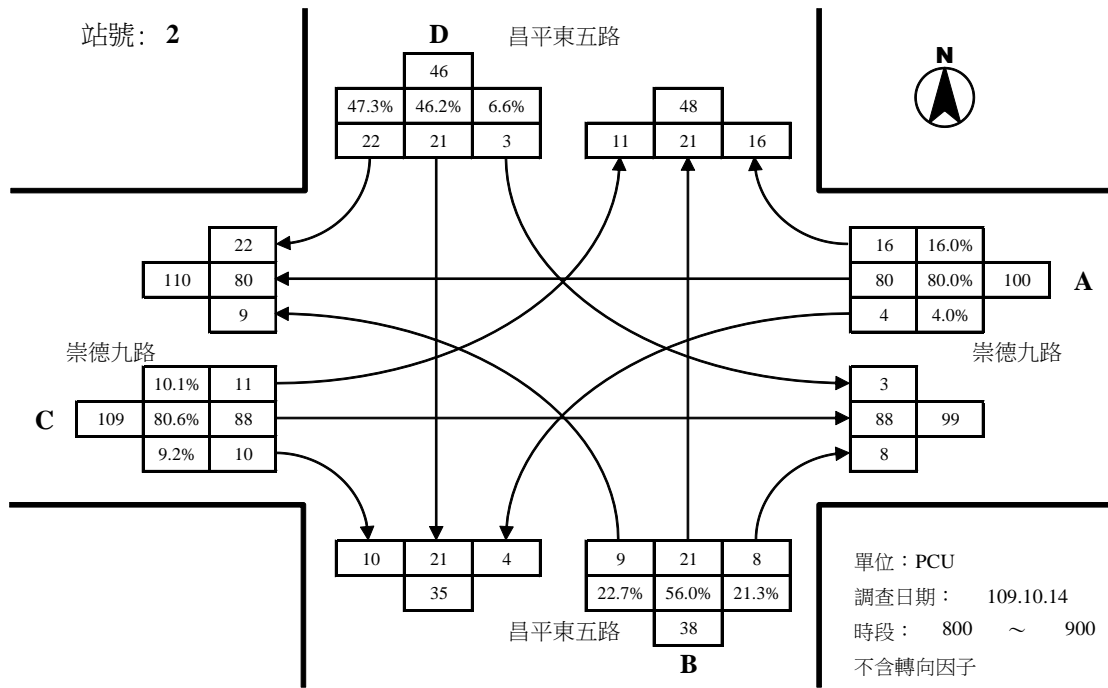 站號：2
D
昌平東五路
N
46
47.3% 46.2% 6.6%
22 21 3
48
11 21 16
22
110 80
9
16 16.0%
80 80.0% 100
4 4.0%
A
崇德九路
崇德九路
10.1% 11
C
109 80.6% 88
9.2% 10
3
88 99
8
10 21 4
35
9 21 8
22.7% 56.0% 21.3%
38
昌平東五路
B
單位：PCU
調查日期： 109.10.14
時段： 800 ～ 900
不含轉向因子